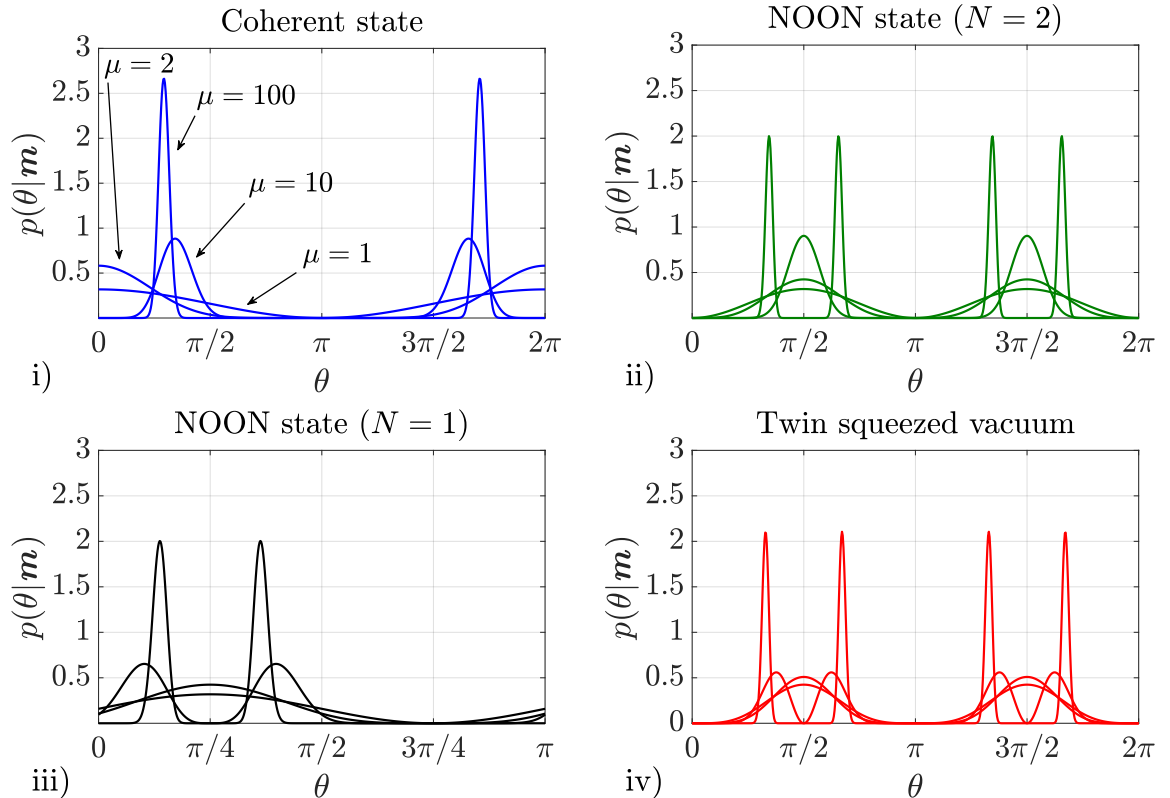 Coherent state
3
2.5
2
1.5
1
0.5
μ = 2
μ = 100
μ = 10
μ = 1
p(θ|m)
0
π/2
π
3π/2
2π
θ
i)
NOON state (N = 2)
3
2.5
2
1.5
1
0.5
p(θ|m)
0
π/2
π
3π/2
2π
θ
ii)
NOON state (N = 1)
3
2.5
2
1.5
1
0.5
p(θ|m)
0
π/4
π/2
3π/4
π
θ
iii)
Twin squeezed vacuum
3
2.5
2
1.5
1
0.5
0
p(θ|m)
0
π/2
π
3π/2
2π
θ
iv)